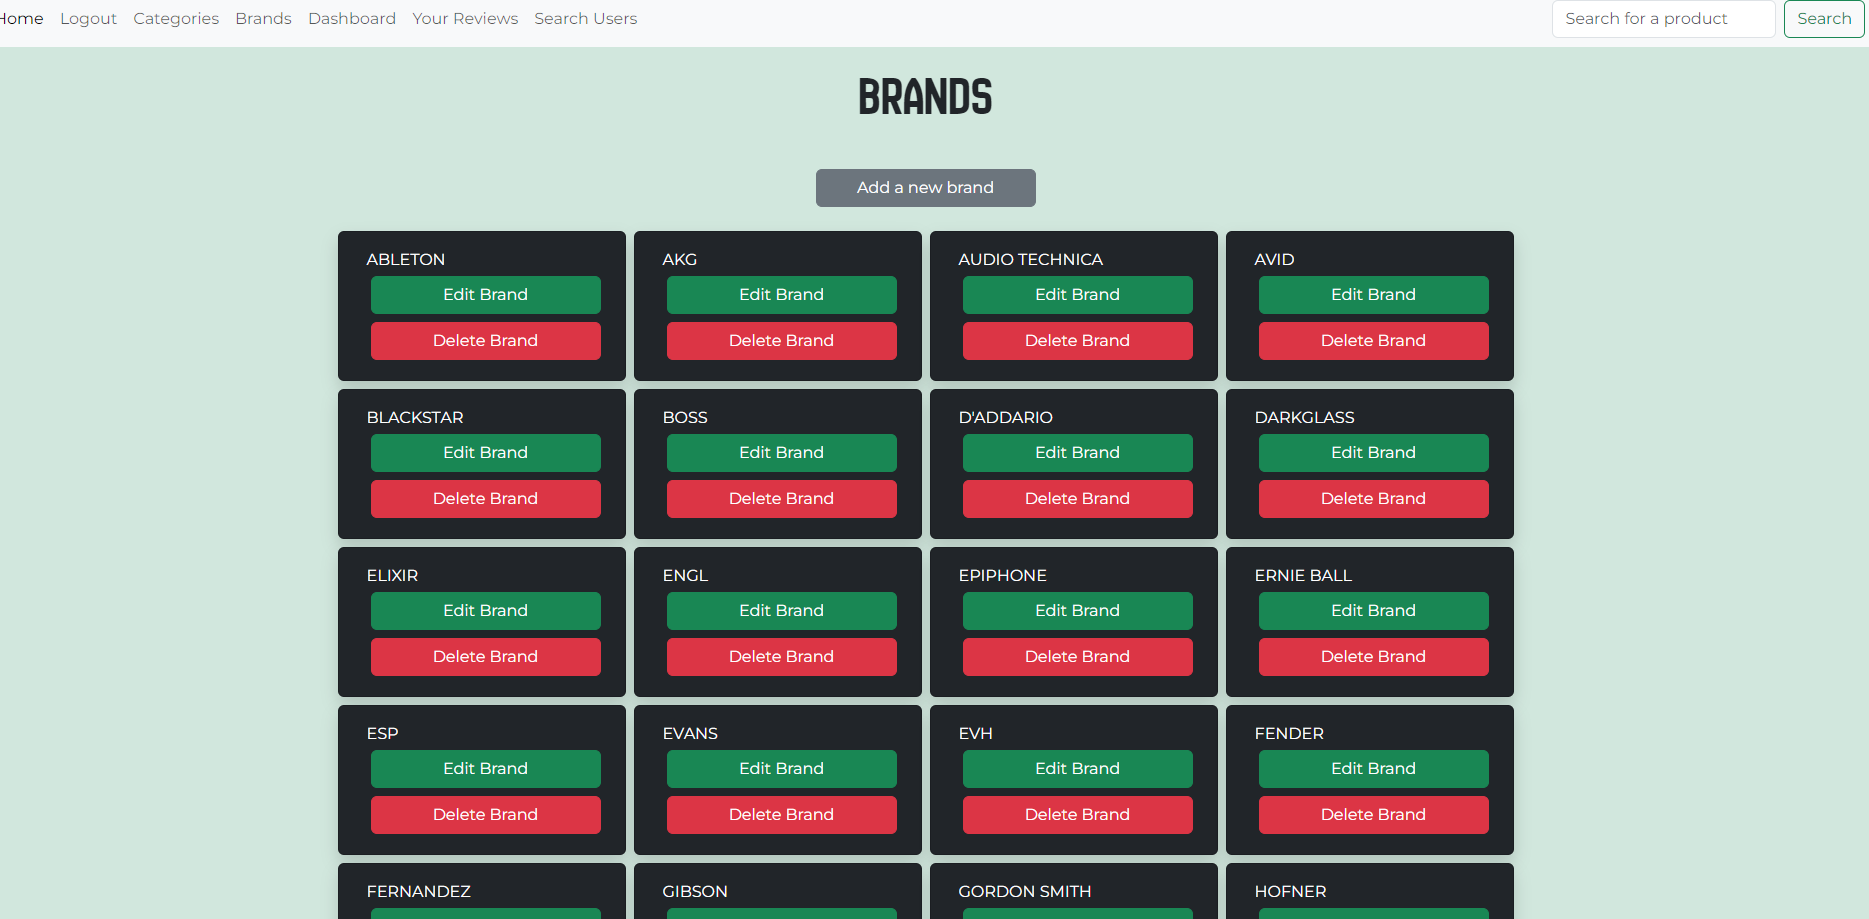 Home Logout Categories Brands Dashboard Your Reviews Search Users Search for a product Search
BRANDS
Add a new brand
ABLETON AKG AUDIO TECHNICA AVID
Edit Brand Edit Brand Edit Brand Edit Brand
Delete Brand Delete Brand Delete Brand Delete Brand
BLACKSTAR BOSS D'ADDARIO DARKGLASS
Edit Brand Edit Brand Edit Brand Edit Brand
Delete Brand Delete Brand Delete Brand Delete Brand
ELIXIR ENGL EPIPHONE ERNIE BALL
Edit Brand Edit Brand Edit Brand Edit Brand
Delete Brand Delete Brand Delete Brand Delete Brand
ESP EVANS EVH FENDER
Edit Brand Edit Brand Edit Brand Edit Brand
Delete Brand Delete Brand Delete Brand Delete Brand
FERNANDEZ GIBSON GORDON SMITH HOFNER